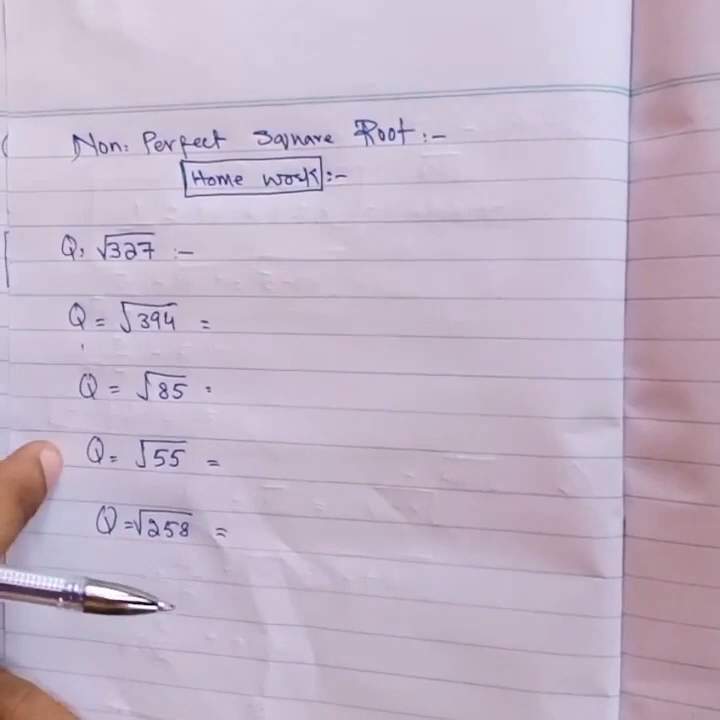 Non: Perfect Square Root:-
Home work:-
Q: √327 :-
Q = √394 =
Q = √85 =
Q = √55 =
Q = √258 =